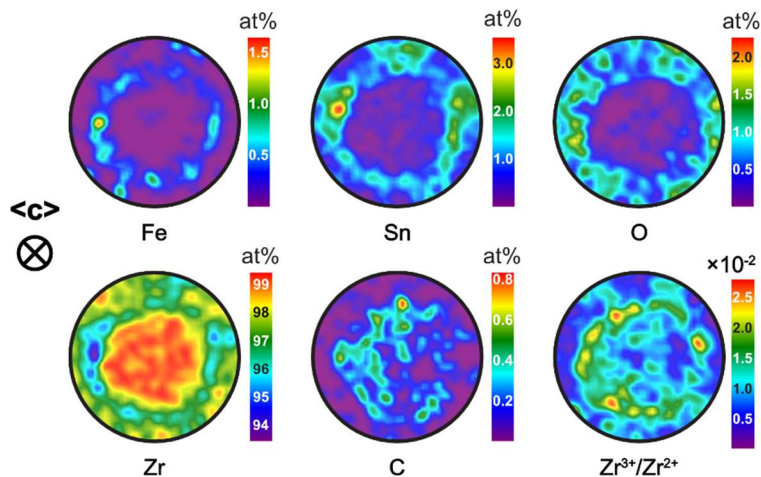 at% at% at%
1.5 3.0 2.0
1.0 2.0 1.5
0.5 1.0 1.0
0.5
<c>
Fe Sn O
at% at% ×10⁻²
99 0.8 2.5
98 0.6 2.0
97 0.4 1.5
96 0.2 1.0
95 0.5
94
Zr C Zr³⁺/Zr²⁺